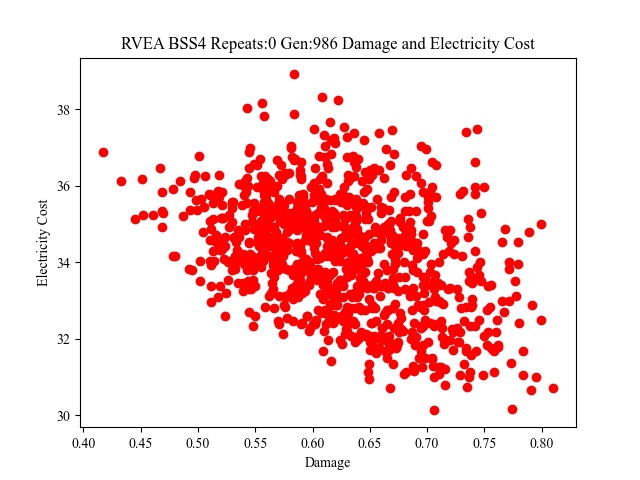 RVEA BSS4 Repeats:0 Gen:986 Damage and Electricity Cost
38
36
34
32
30
Electricity Cost
0.40 0.45 0.50 0.55 0.60 0.65 0.70 0.75 0.80
Damage